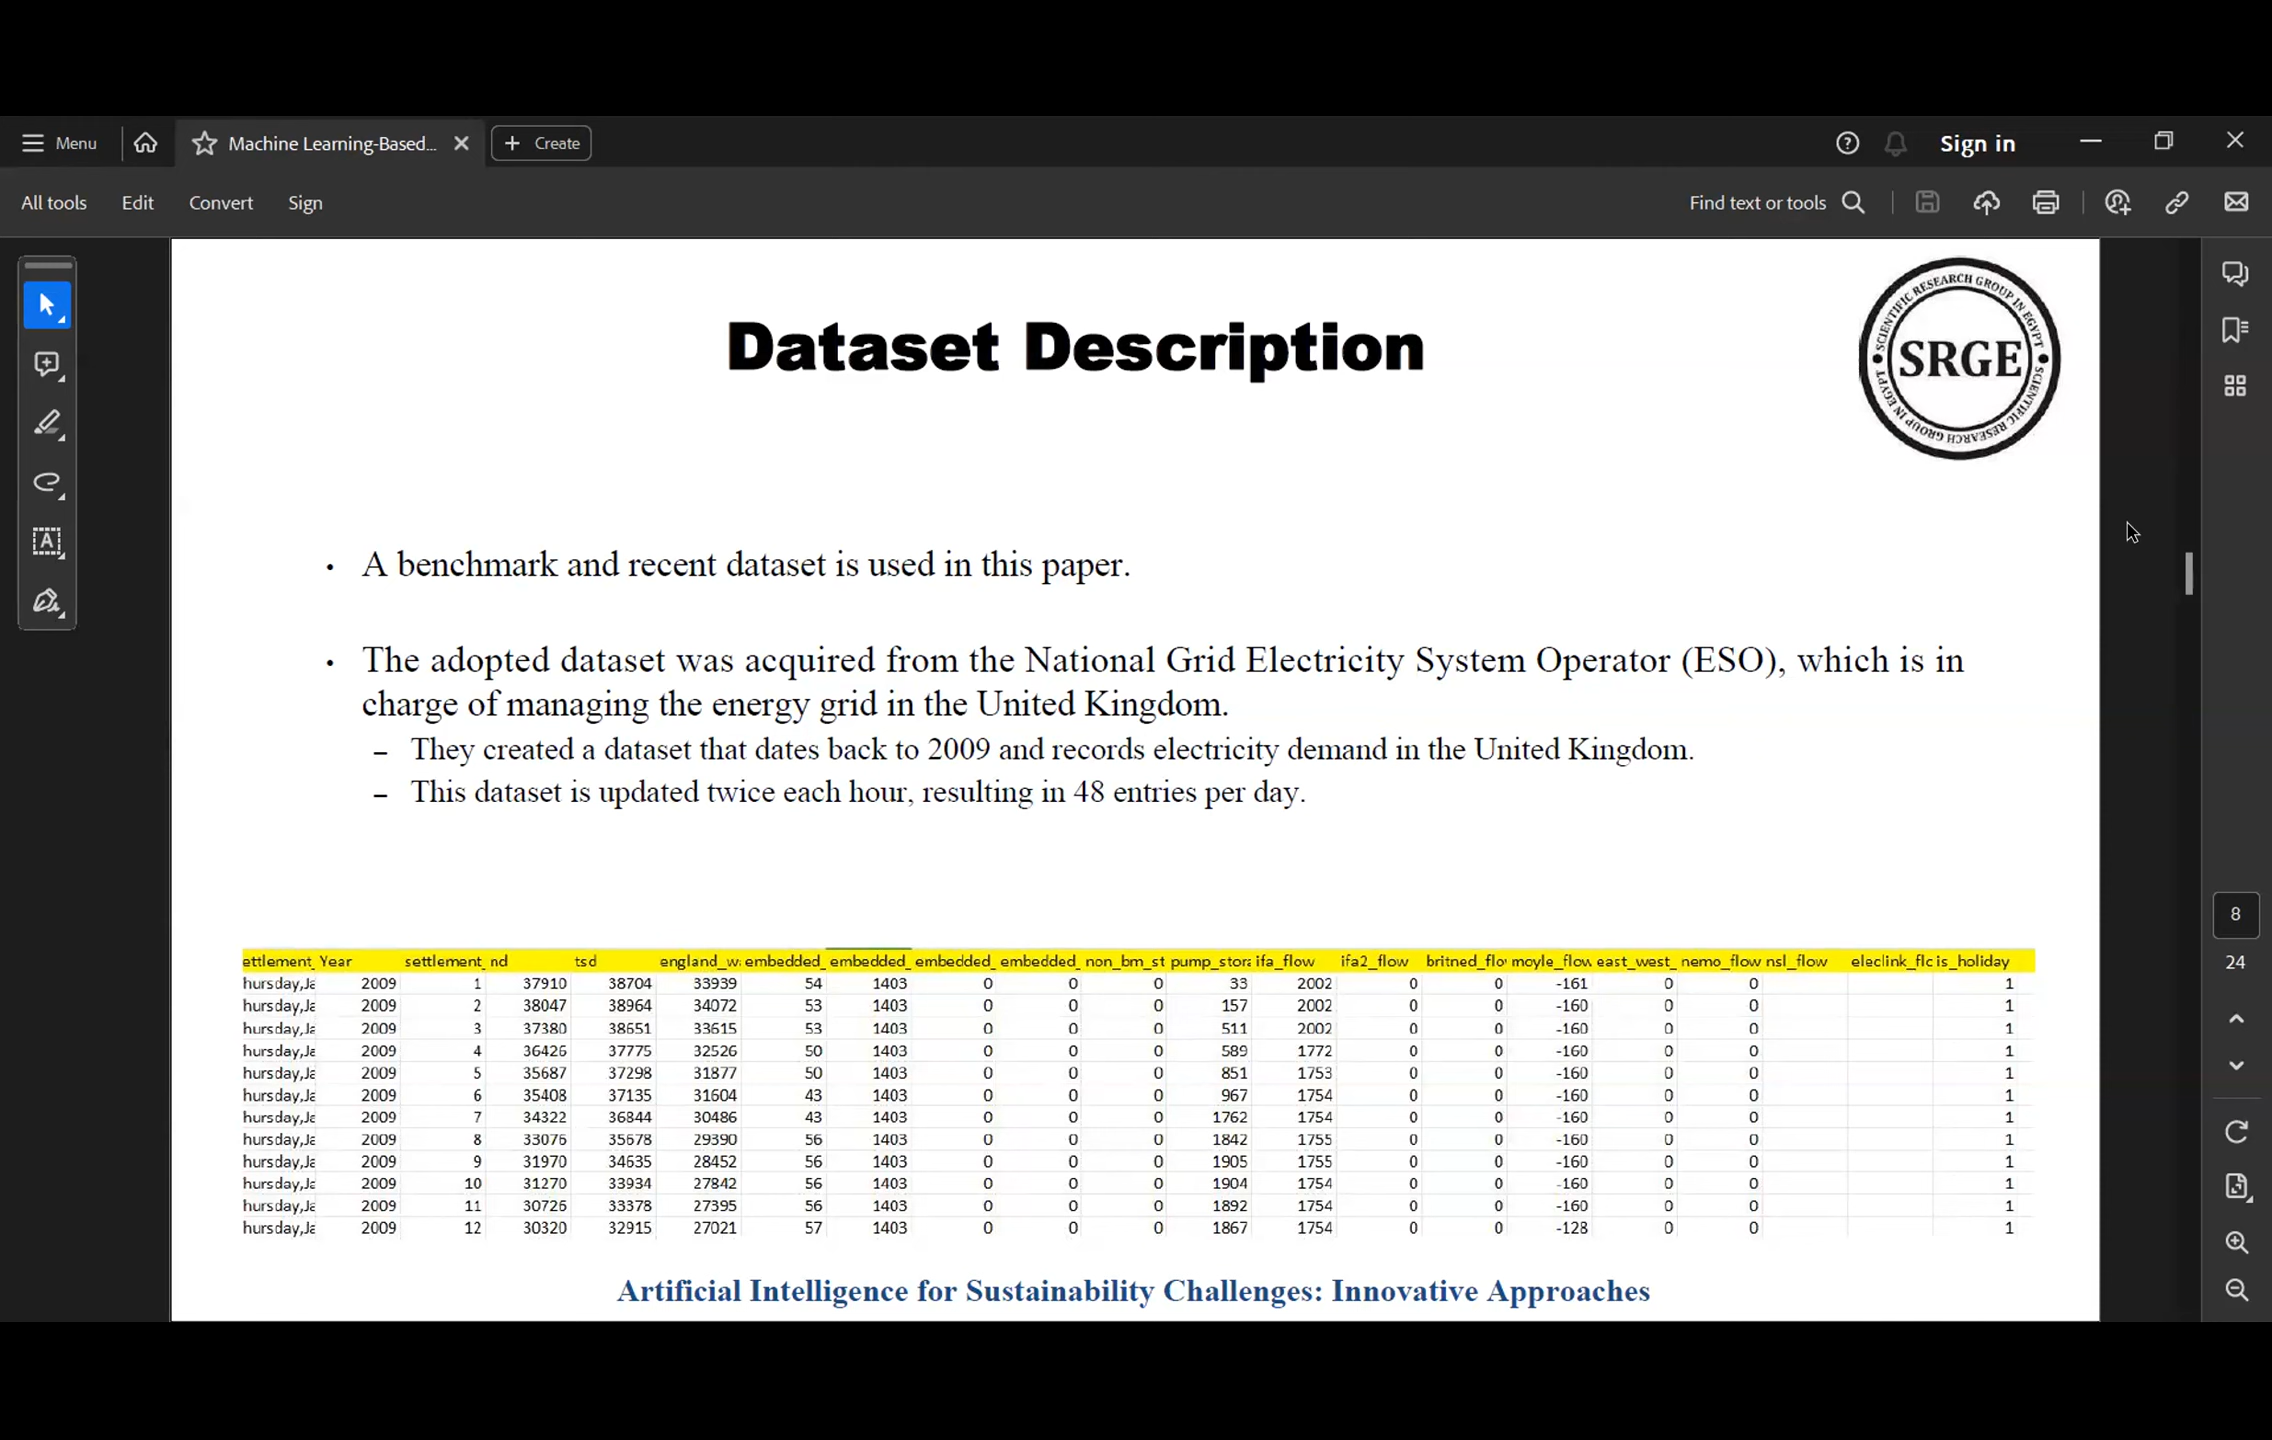 Menu Machine Learning-Based... Create Sign in
All tools Edit Convert Sign Find text or tools
Dataset Description
SCIENTIFIC RESEARCH GROUP IN EGYPT SCIENTIFIC RESEARCH GROUP IN EGYPT
SRGE
• A benchmark and recent dataset is used in this paper.
• The adopted dataset was acquired from the National Grid Electricity System Operator (ESO), which is in
charge of managing the energy grid in the United Kingdom.
– They created a dataset that dates back to 2009 and records electricity demand in the United Kingdom.
– This dataset is updated twice each hour, resulting in 48 entries per day.
8
24
ettlement_ Year settlement_ nd tsd england_w embedded_ embedded_ embedded_ embedded_ non_bm_st pump_stor ifa_flow ifa2_flow britned_flo moyle_flow east_west_ nemo_flow nsl_flow eleclink_flc is_holiday
hursday,Ja 2009 1 37910 38704 33939 54 1403 0 0 0 33 2002 0 0 -161 0 0 1
hursday,Ja 2009 2 38047 38964 34072 53 1403 0 0 0 157 2002 0 0 -160 0 0 1
hursday,Ja 2009 3 37380 38651 33615 53 1403 0 0 0 511 2002 0 0 -160 0 0 1
hursday,Ja 2009 4 36426 37775 32526 50 1403 0 0 0 589 1772 0 0 -160 0 0 1
hursday,Ja 2009 5 35687 37298 31877 50 1403 0 0 0 851 1753 0 0 -160 0 0 1
hursday,Ja 2009 6 35408 37135 31604 43 1403 0 0 0 967 1754 0 0 -160 0 0 1
hursday,Ja 2009 7 34322 36844 30486 43 1403 0 0 0 1762 1754 0 0 -160 0 0 1
hursday,Ja 2009 8 33076 35678 29390 56 1403 0 0 0 1842 1755 0 0 -160 0 0 1
hursday,Ja 2009 9 31970 34635 28452 56 1403 0 0 0 1905 1755 0 0 -160 0 0 1
hursday,Ja 2009 10 31270 33934 27842 56 1403 0 0 0 1904 1754 0 0 -160 0 0 1
hursday,Ja 2009 11 30726 33378 27395 56 1403 0 0 0 1892 1754 0 0 -160 0 0 1
hursday,Ja 2009 12 30320 32915 27021 57 1403 0 0 0 1867 1754 0 0 -128 0 0 1
Artificial Intelligence for Sustainability Challenges: Innovative Approaches